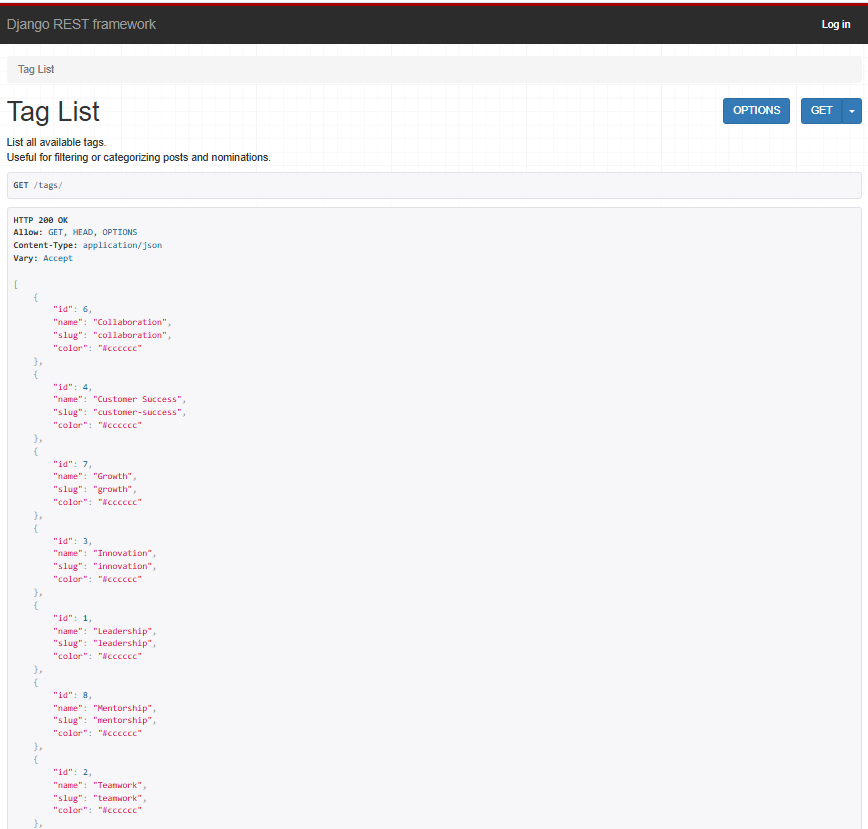 Django REST framework
Log in
Tag List
Tag List
OPTIONS
GET
List all available tags.
Useful for filtering or categorizing posts and nominations.
GET /tags/
HTTP 200 OK
Allow: GET, HEAD, OPTIONS
Content-Type: application/json
Vary: Accept
[
    {
        "id": 6,
        "name": "Collaboration",
        "slug": "collaboration",
        "color": "#cccccc"
    },
    {
        "id": 4,
        "name": "Customer Success",
        "slug": "customer-success",
        "color": "#cccccc"
    },
    {
        "id": 7,
        "name": "Growth",
        "slug": "growth",
        "color": "#cccccc"
    },
    {
        "id": 3,
        "name": "Innovation",
        "slug": "innovation",
        "color": "#cccccc"
    },
    {
        "id": 1,
        "name": "Leadership",
        "slug": "leadership",
        "color": "#cccccc"
    },
    {
        "id": 8,
        "name": "Mentorship",
        "slug": "mentorship",
        "color": "#cccccc"
    },
    {
        "id": 2,
        "name": "Teamwork",
        "slug": "teamwork",
        "color": "#cccccc"
    },